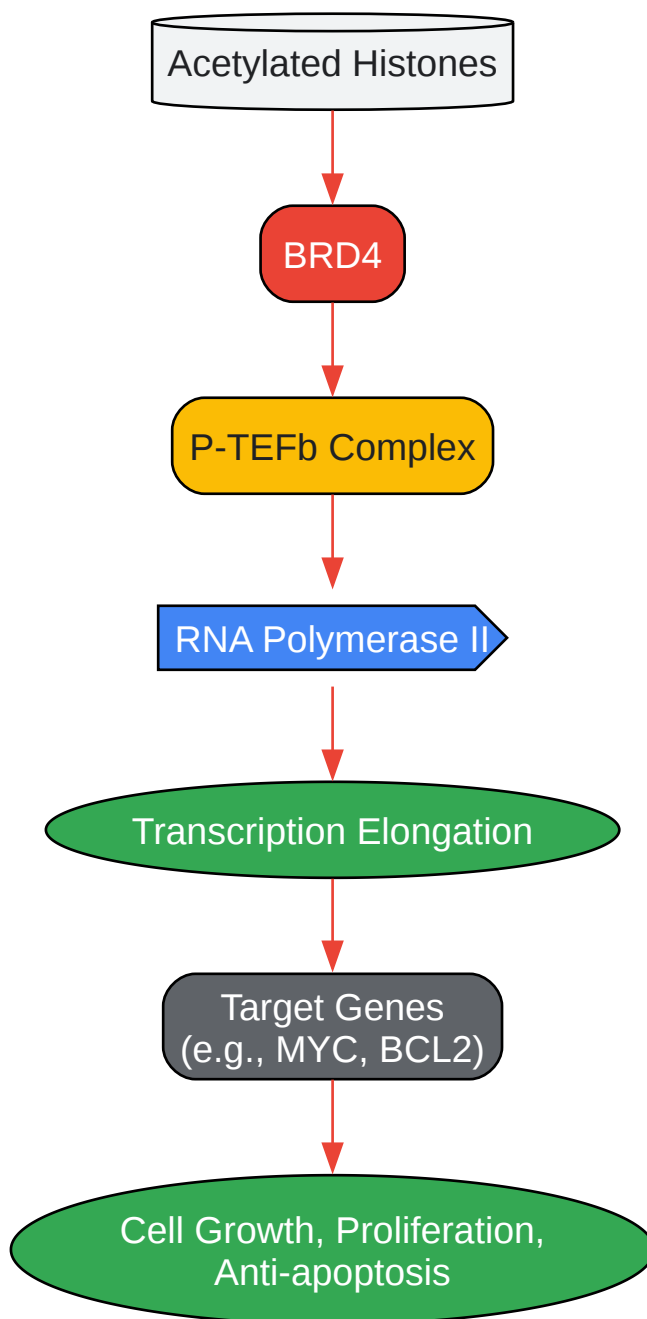 Acetylated Histones
BRD4
P-TEFb Complex
RNA Polymerase II
Transcription Elongation
Target Genes
(e.g., MYC, BCL2)
Cell Growth, Proliferation,
Anti-apoptosis